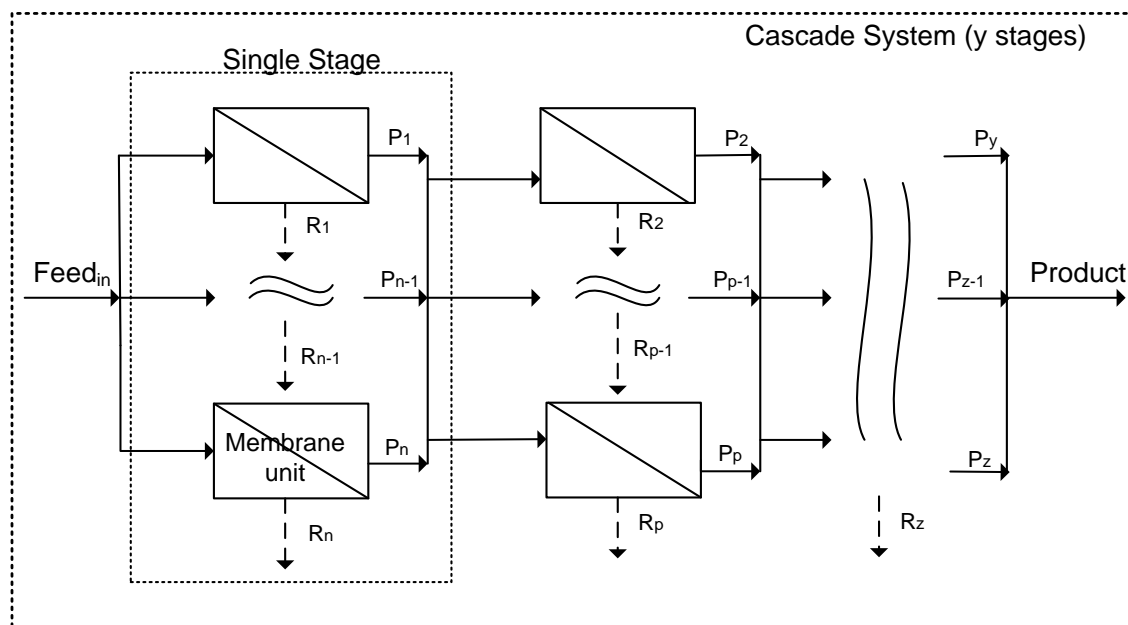 Cascade System (y stages)
Single Stage
P1
P2
Py
R1
R2
Feedin
Pn-1
Pp-1
Pz-1
Product
Rn-1
Rp-1
Membrane
unit
Pn
Pp
Pz
Rn
Rp
Rz